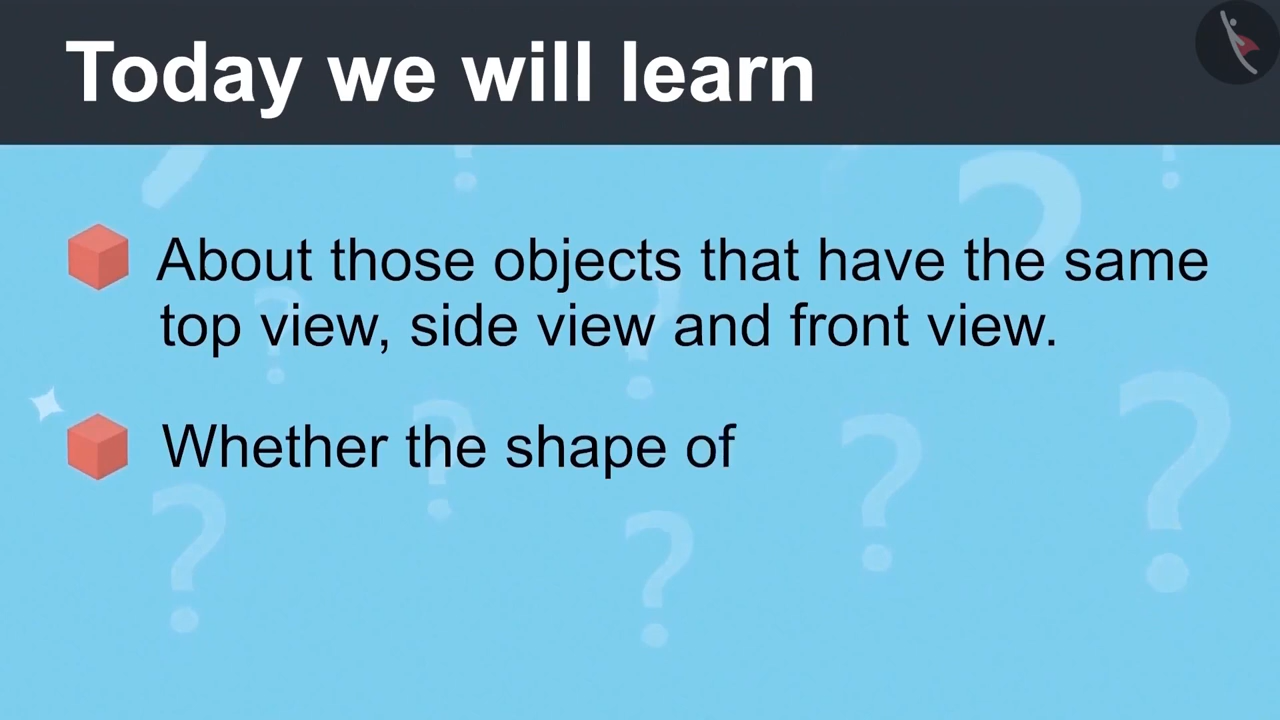 Today we will learn
About those objects that have the same
top view, side view and front view.
Whether the shape of